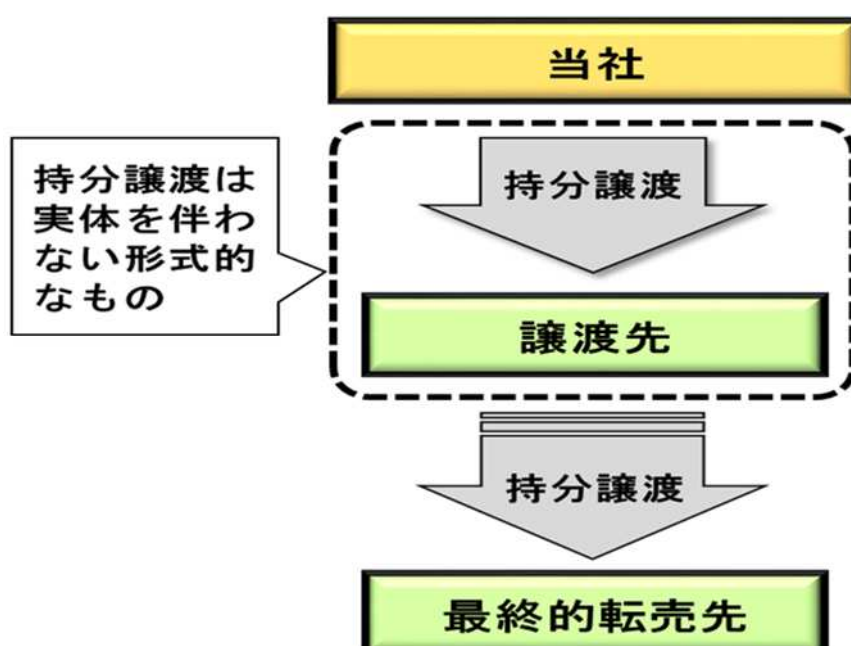 当社
持分譲渡は
実体を伴わ
ない形式的
なもの
持分譲渡
譲渡先
持分譲渡
最終的転売先